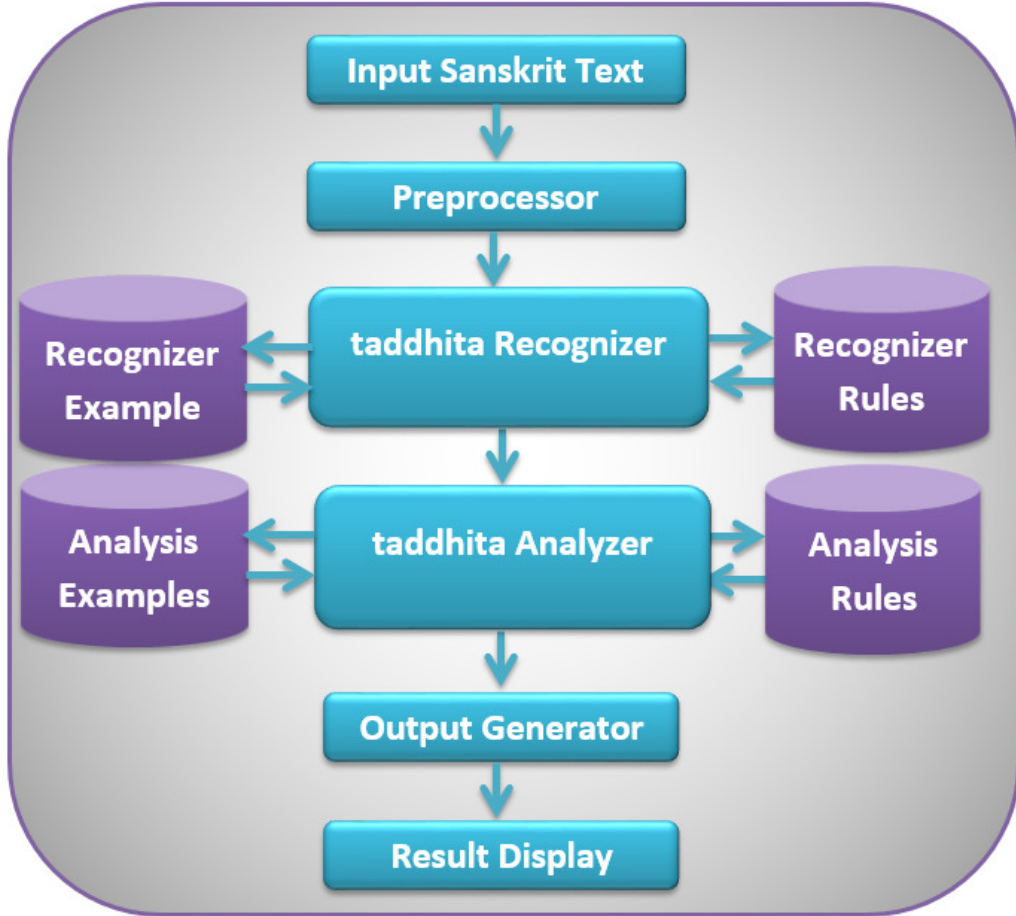 Input Sanskrit Text
Preprocessor
taddhita Recognizer
Recognizer
Example
Recognizer
Rules
taddhita Analyzer
Analysis
Examples
Analysis
Rules
Output Generator
Result Display